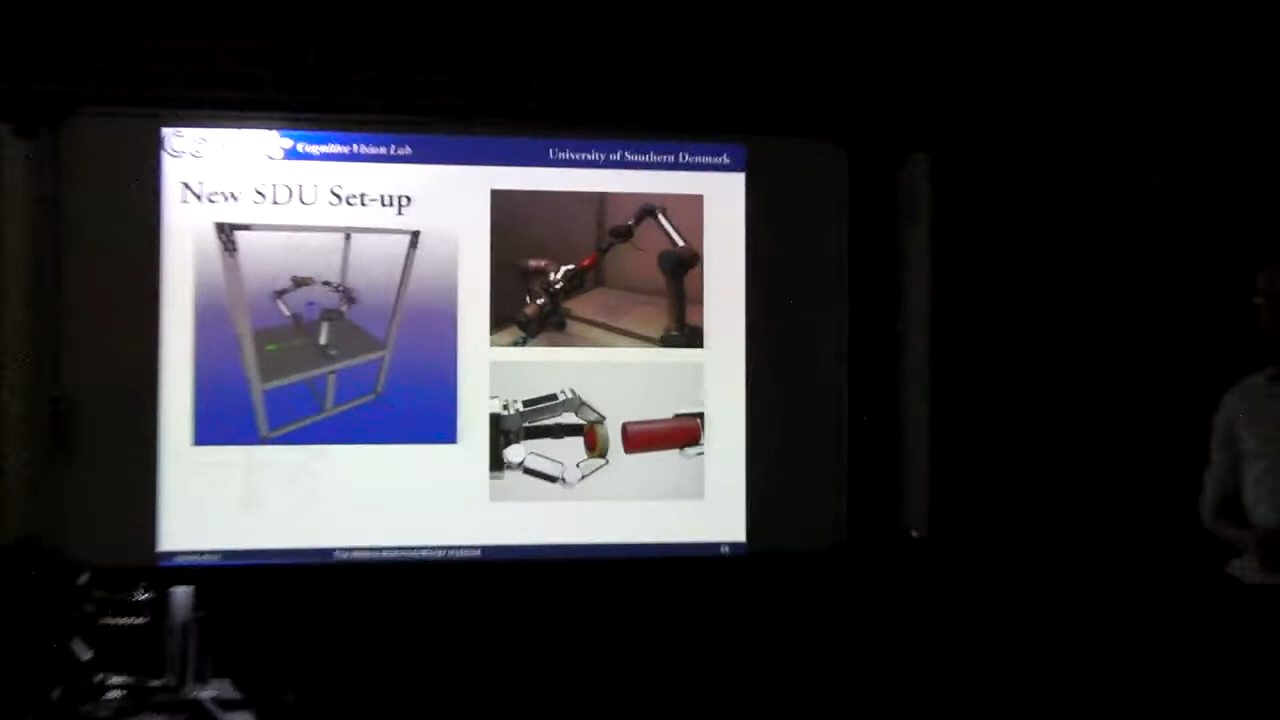 Cognitive Vision Lab
University of Southern Denmark
New SDU Set-up